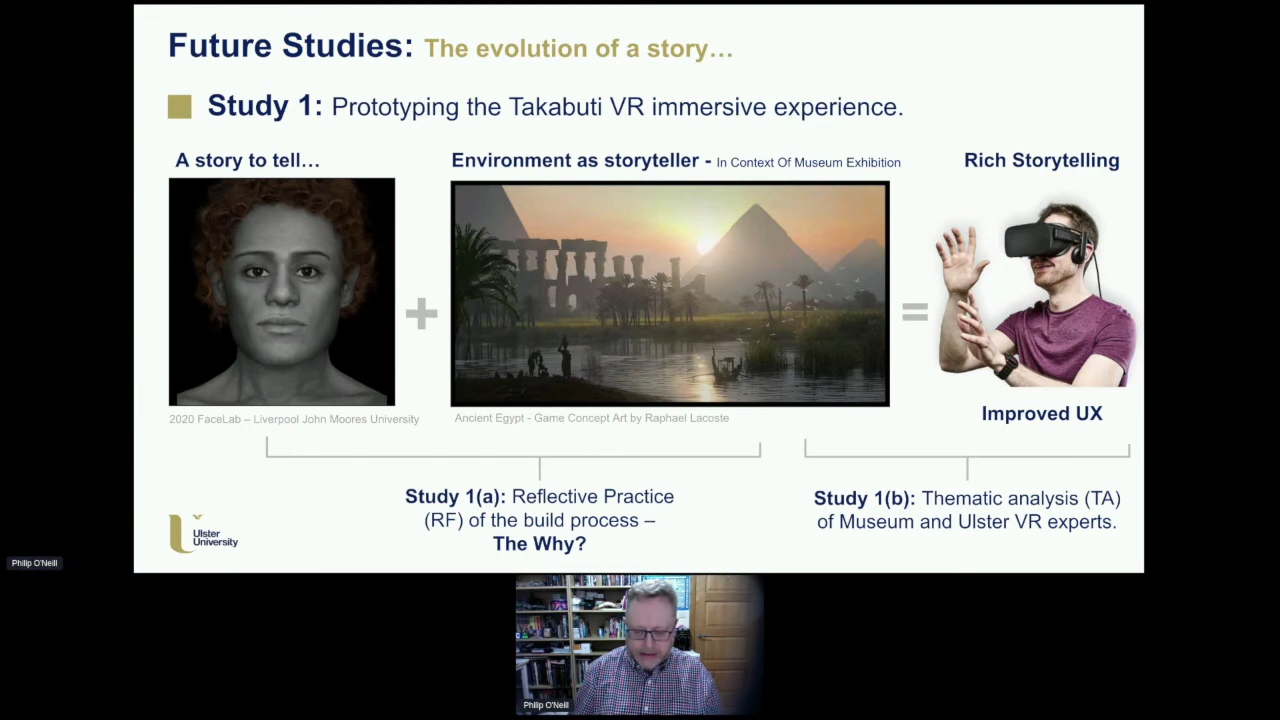 Future Studies: The evolution of a story…
Study 1: Prototyping the Takabuti VR immersive experience.
A story to tell…
Environment as storyteller - In Context Of Museum Exhibition
Rich Storytelling
2020 FaceLab – Liverpool John Moores University
Ancient Egypt - Game Concept Art by Raphael Lacoste
Improved UX
Study 1(a): Reflective Practice
(RF) of the build process –
The Why?
Study 1(b): Thematic analysis (TA)
of Museum and Ulster VR experts.
Ulster
University
Philip O'Neill
Philip O'Neill